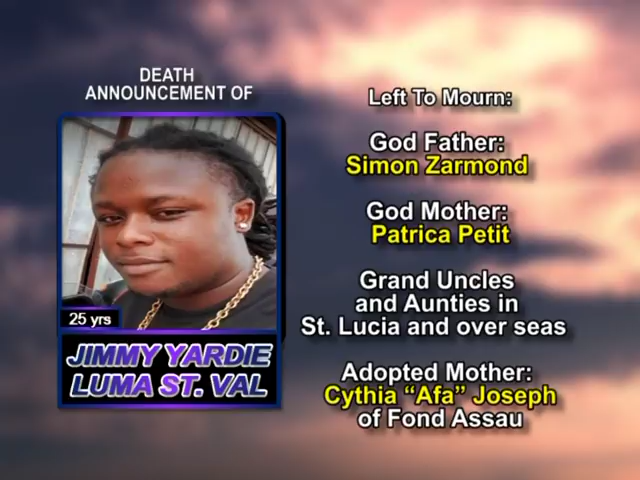 DEATH
ANNOUNCEMENT OF
25 yrs
JIMMY YARDIE
LUMA ST. VAL
Left To Mourn:
God Father:
Simon Zarmond
God Mother:
Patrica Petit
Grand Uncles
and Aunties in
St. Lucia and over seas
Adopted Mother:
Cythia “Afa” Joseph
of Fond Assau